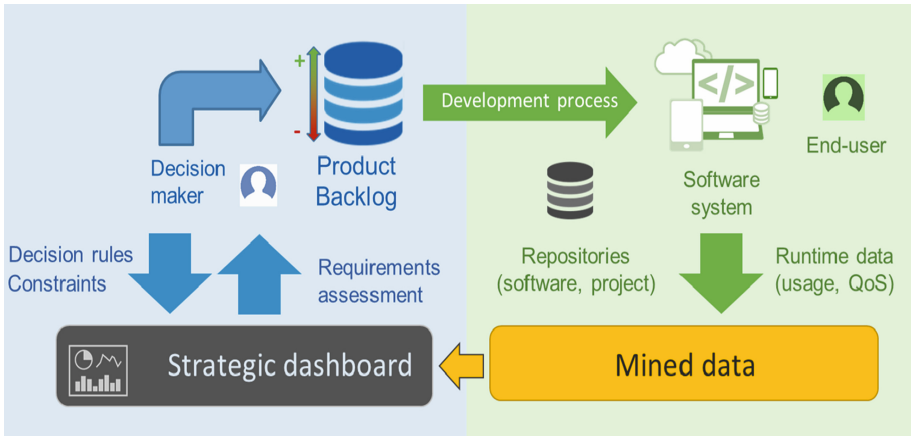 +
-
Product
Backlog
Decision
maker
Decision rules
Constraints
Requirements
assessment
Strategic dashboard
Development process
</>
End-user
Software
system
Repositories
(software, project)
Runtime data
(usage, QoS)
Mined data